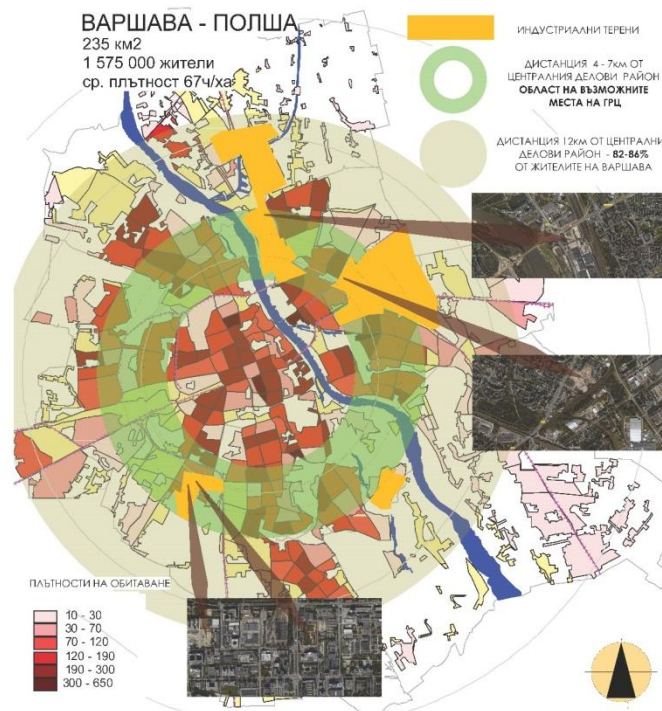 ВАРШАВА - ПОЛША
235 км2
1 575 000 жители
ср. плътност 67ч/ха
ИНДУСТРИАЛНИ ТЕРЕНИ
ДИСТАНЦИЯ 4 - 7км ОТ
ЦЕНТРАЛНИЯ ДЕЛОВИ РАЙОН
ОБЛАСТ НА ВЪЗМОЖНИТЕ
МЕСТА НА ГРЦ
ДИСТАНЦИЯ 12км ОТ ЦЕНТРАЛНИ
ДЕЛОВИ РАЙОН - 82-86%
ОТ ЖИТЕЛИТЕ НА ВАРШАВА
ПЛЪТНОСТИ НА ОБИТАВАНЕ
10 - 30
30 - 70
70 - 120
120 - 190
190 - 300
300 - 650